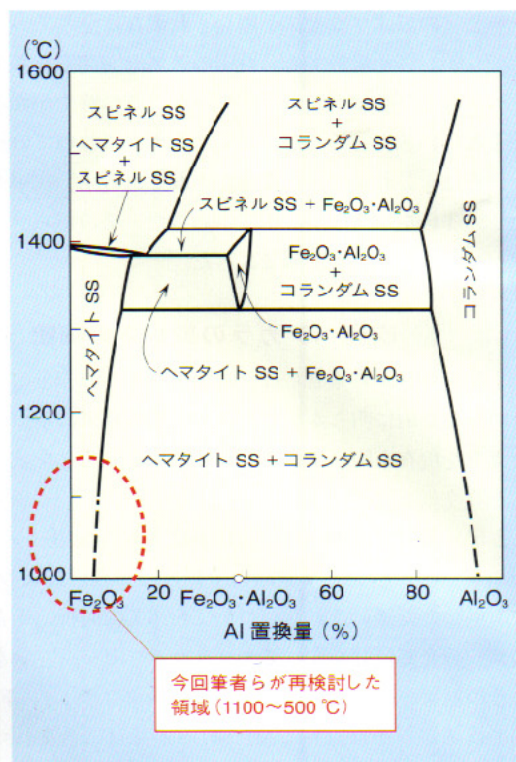 (℃)
1600
スピネル SS
スピネル SS
+
コランダム SS
ヘマタイト SS
+
スピネル SS
スピネル SS + Fe₂O₃·Al₂O₃
1400
Fe₂O₃·Al₂O₃
+
コランダム SS
コランダム SS
ヘマタイト SS
Fe₂O₃·Al₂O₃
ヘマタイト SS + Fe₂O₃·Al₂O₃
1200
ヘマタイト SS + コランダム SS
1000
Fe₂O₃ 20 Fe₂O₃·Al₂O₃ 60 80 Al₂O₃
Al 置換量 (%)
今回筆者らが再検討した
領域(1100〜500 ℃)